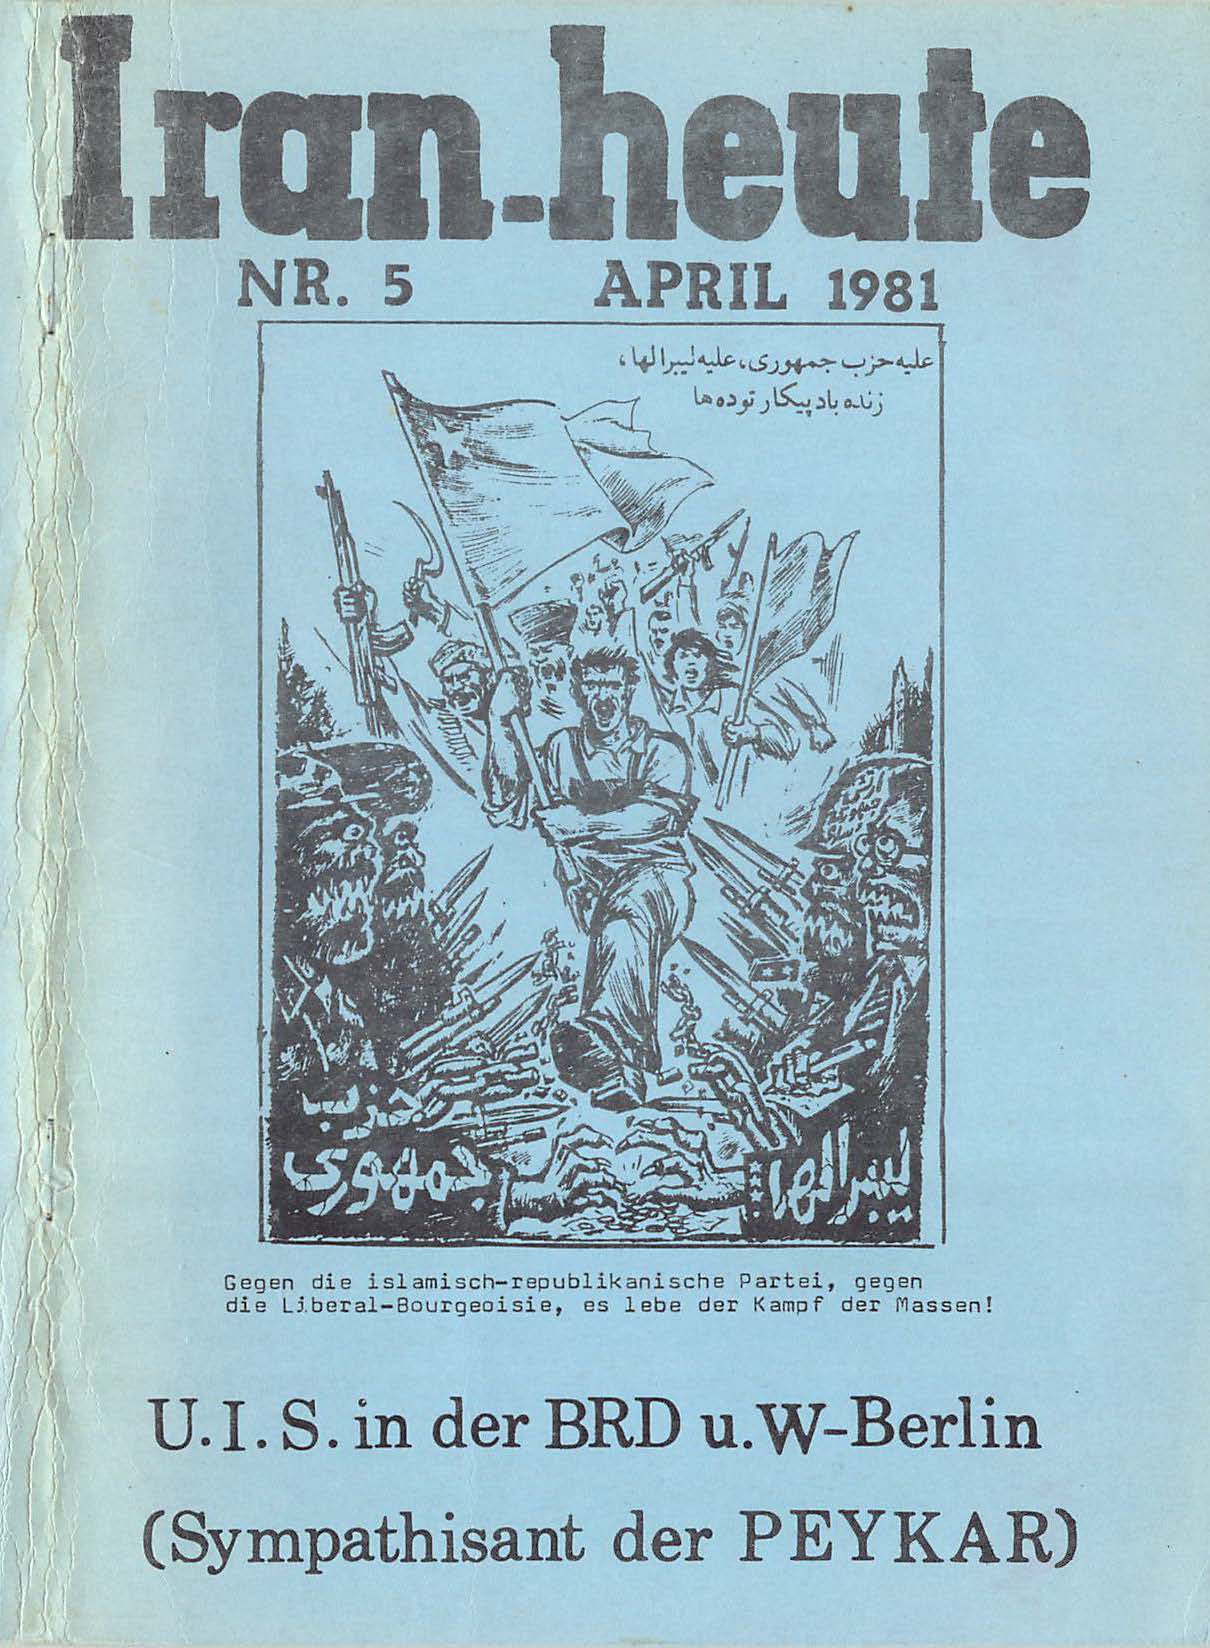 Iran-heute
NR. 5 APRIL 1981
علیه حزب جمهوری، علیه لیبرالها،
زنده باد پیکار توده‌ها
حزب
جمهوری
لیبرالها
Gegen die islamisch-republikanische Partei, gegen
die Liberal-Bourgeoisie, es lebe der Kampf der Massen!
U.I.S. in der BRD u. W-Berlin
(Sympathisant der PEYKAR)